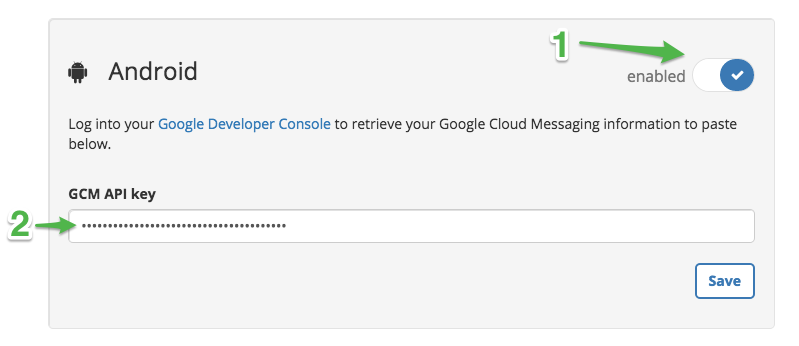 1
Android
enabled
Log into your Google Developer Console to retrieve your Google Cloud Messaging information to paste
below.
GCM API key
2
•••••••••••••••••••••••••••••••••••••••
Save